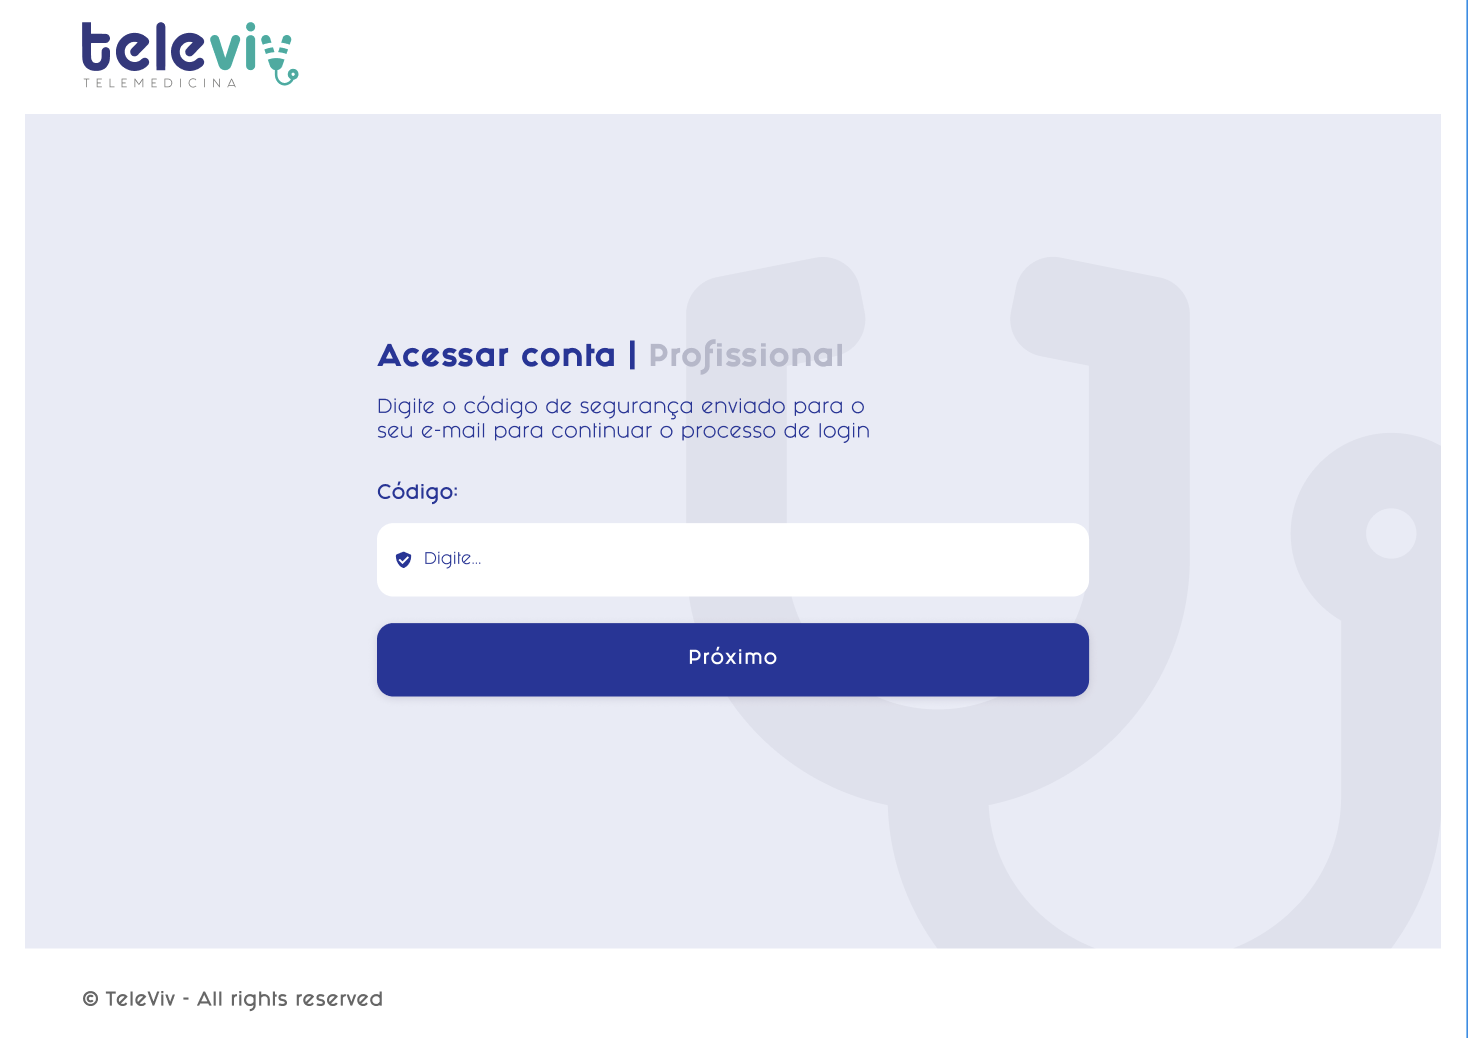 televiv
TELEMEDICINA
Acessar conta | Profissional
Digite o código de segurança enviado para o
seu e-mail para continuar o processo de login
Código:
Digite...
Próximo
© TeleViv - All rights reserved